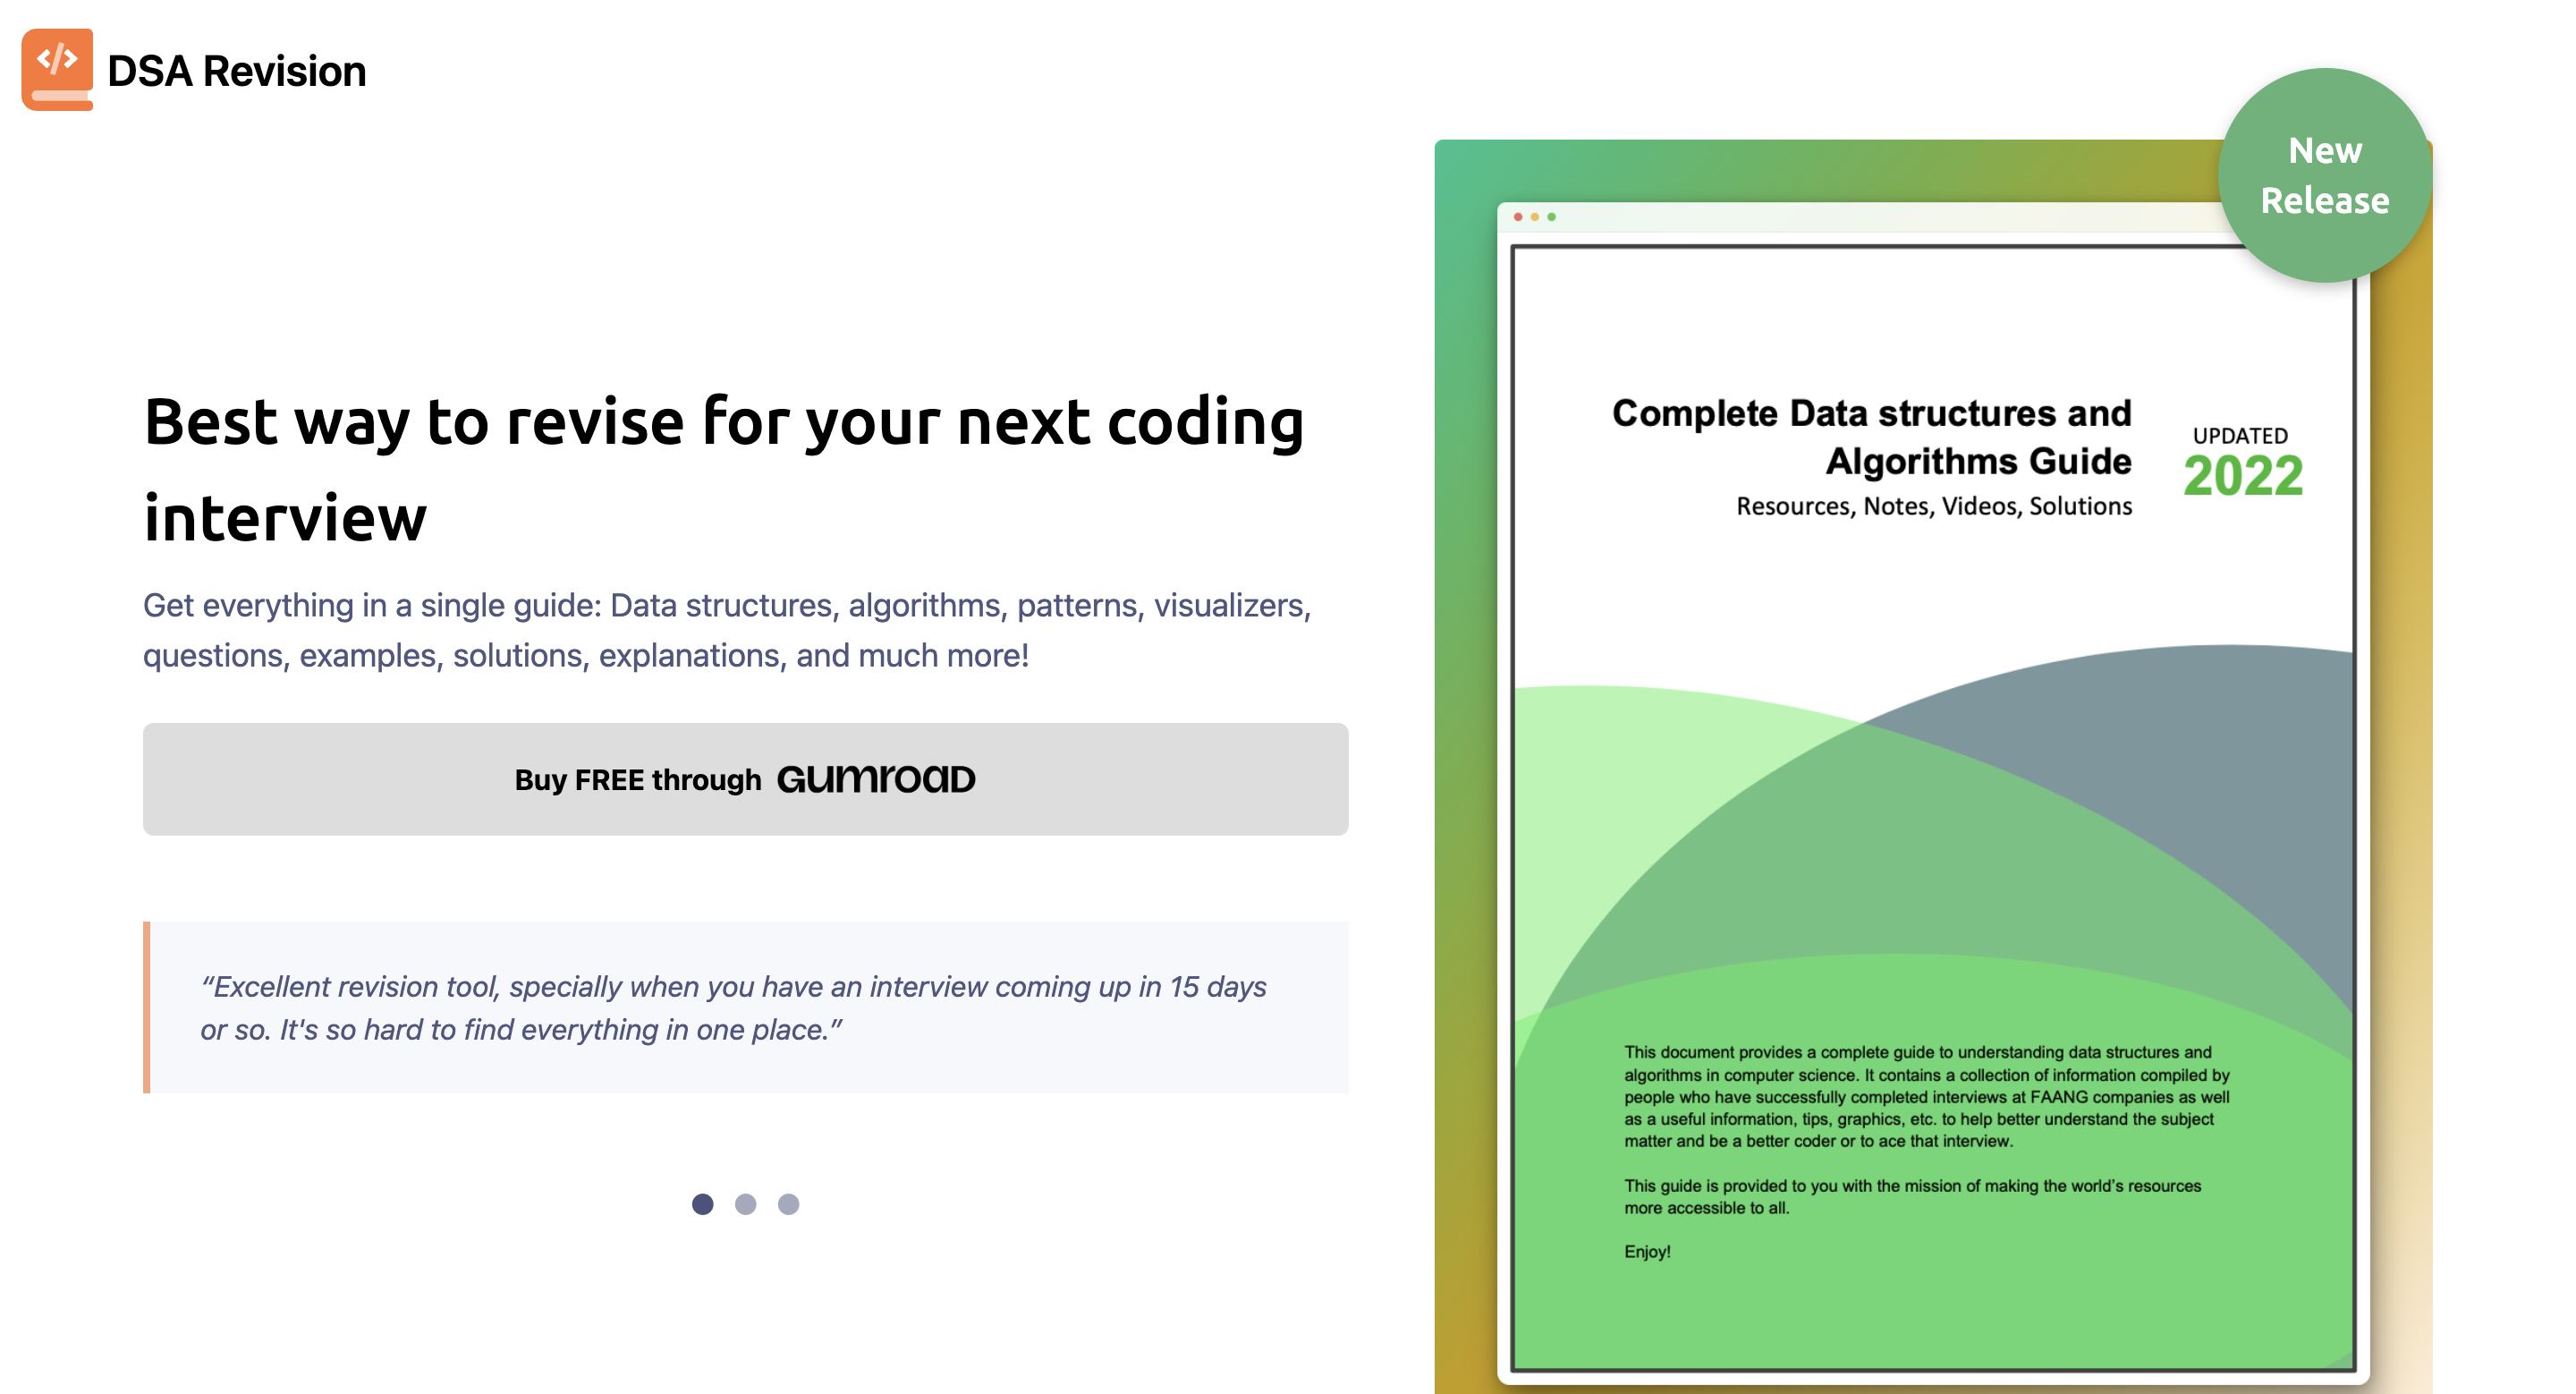 </>
DSA Revision
Best way to revise for your next coding
interview
Get everything in a single guide: Data structures, algorithms, patterns, visualizers,
questions, examples, solutions, explanations, and much more!
Buy FREE through GUMROAD
“Excellent revision tool, specially when you have an interview coming up in 15 days
or so. It's so hard to find everything in one place.”
New
Release
Complete Data structures and
Algorithms Guide
Resources, Notes, Videos, Solutions
UPDATED
2022
This document provides a complete guide to understanding data structures and
algorithms in computer science. It contains a collection of information compiled by
people who have successfully completed interviews at FAANG companies as well
as a useful information, tips, graphics, etc. to help better understand the subject
matter and be a better coder or to ace that interview.
This guide is provided to you with the mission of making the world’s resources
more accessible to all.
Enjoy!